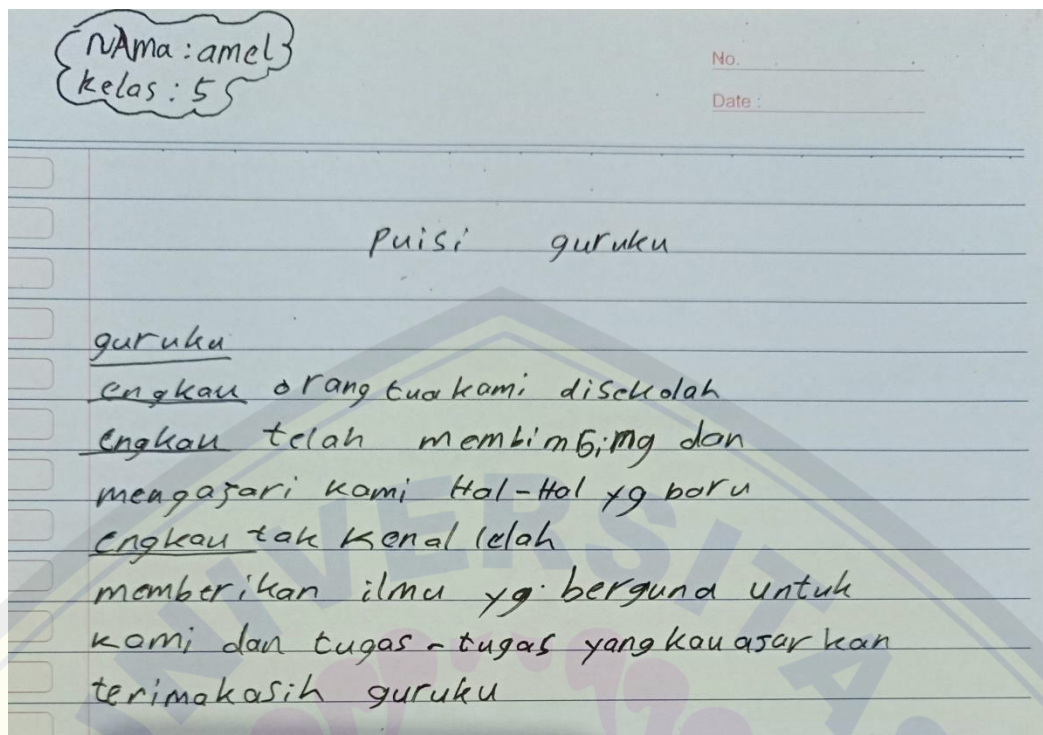 NAma : amel
kelas : 5
No.
Date :
Puisi guruku
guruku
engkau orang tua kami disekolah
engkau telah membimbimg dan
mengajari kami Hal-Hal yg baru
engkau tak kenal lelah
memberikan ilmu yg berguna untuk
kami dan tugas-tugas yang kau ajarkan
terimakasih guruku